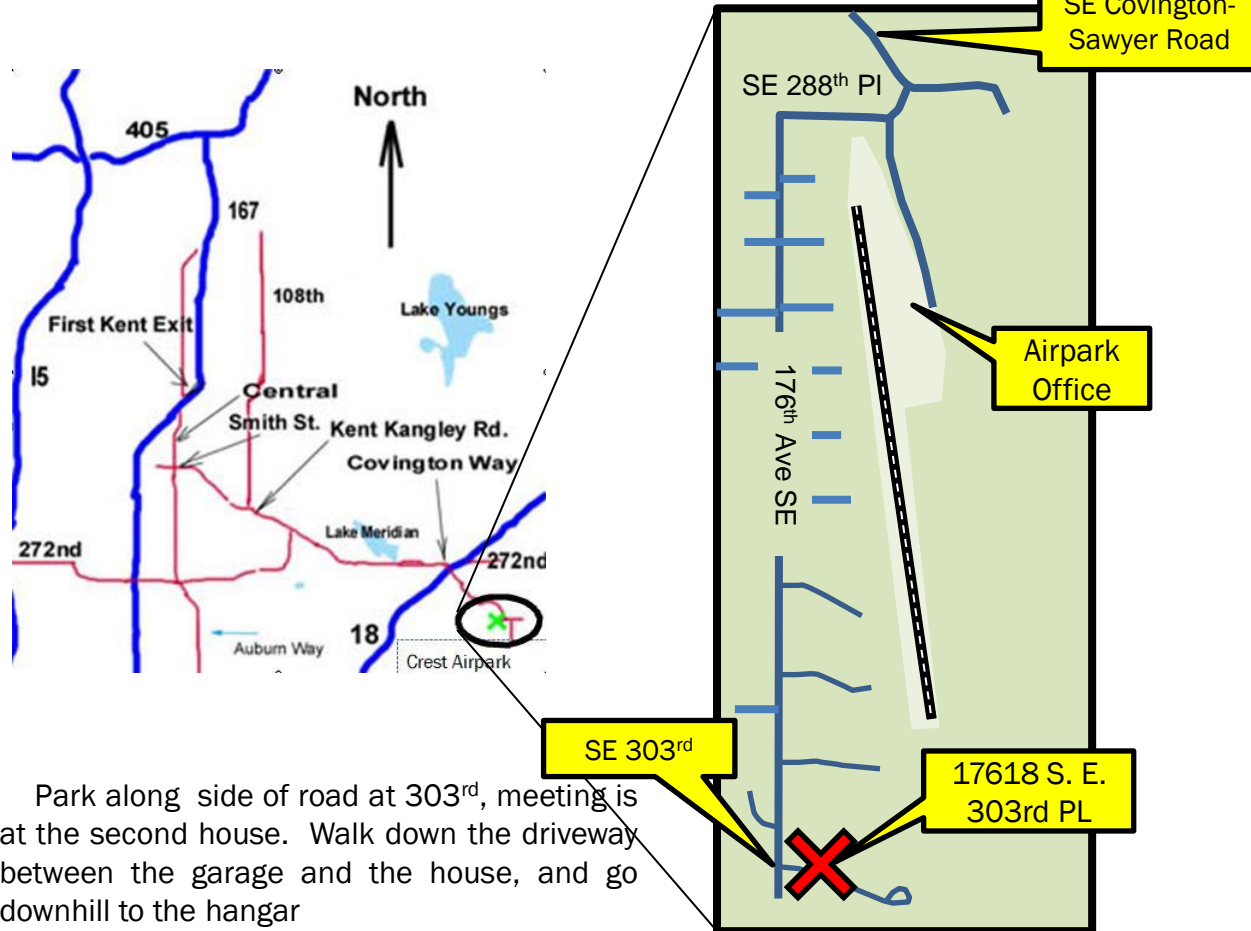 SE Covington-
Sawyer Road
North
SE 288th Pl
405
167
108th
Lake Youngs
First Kent Exit
Airpark
Office
I5
Central
176th Ave SE
Smith St.
Kent Kangley Rd.
Covington Way
Lake Meridian
272nd
272nd
18
Auburn Way
Crest Airpark
SE 303rd
17618 S. E.
303rd PL
Park along side of road at 303rd, meeting is
at the second house. Walk down the driveway
between the garage and the house, and go
downhill to the hangar